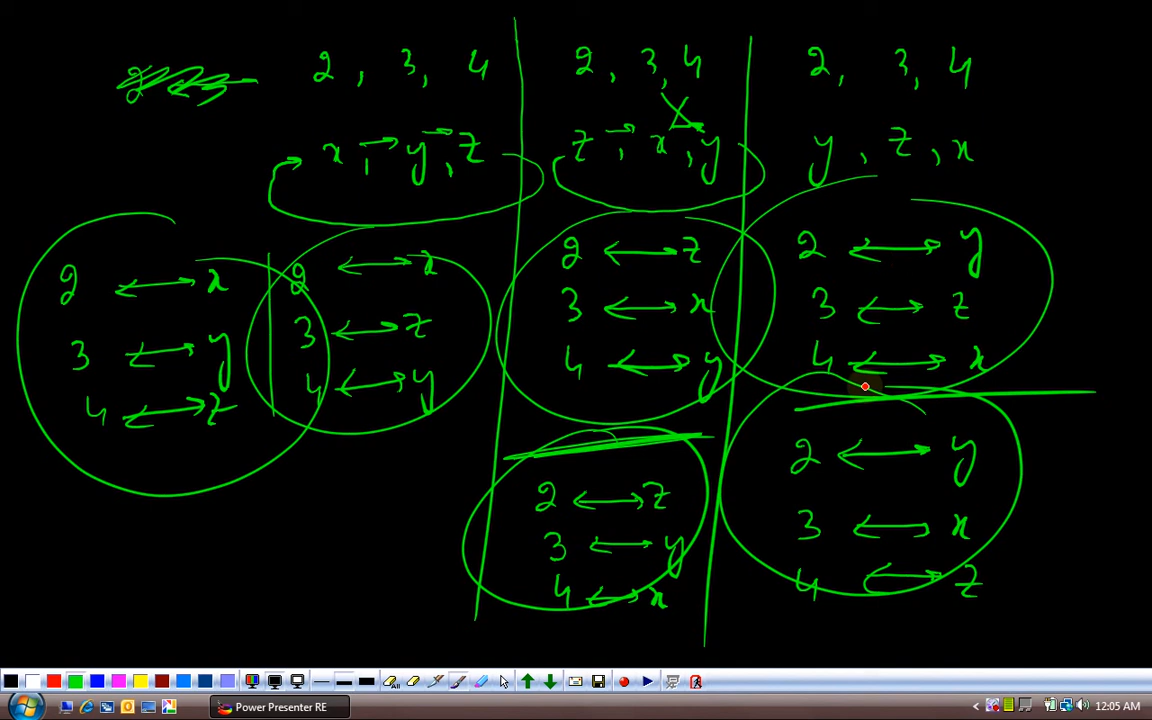 2, 3, 4
x, y, z
2 ↔ x
3 ↔ y
4 ↔ z
2 ↔ x
3 ↔ z
4 ↔ y
2, 3, 4
z, x, y
2 ↔ z
3 ↔ x
4 ↔ y
2 ↔ z
3 ↔ y
4 ↔ x
2, 3, 4
y, z, x
2 ↔ y
3 ↔ z
4 ↔ x
2 ↔ y
3 ↔ x
4 ↔ z
All
Power Presenter RE
12:05 AM